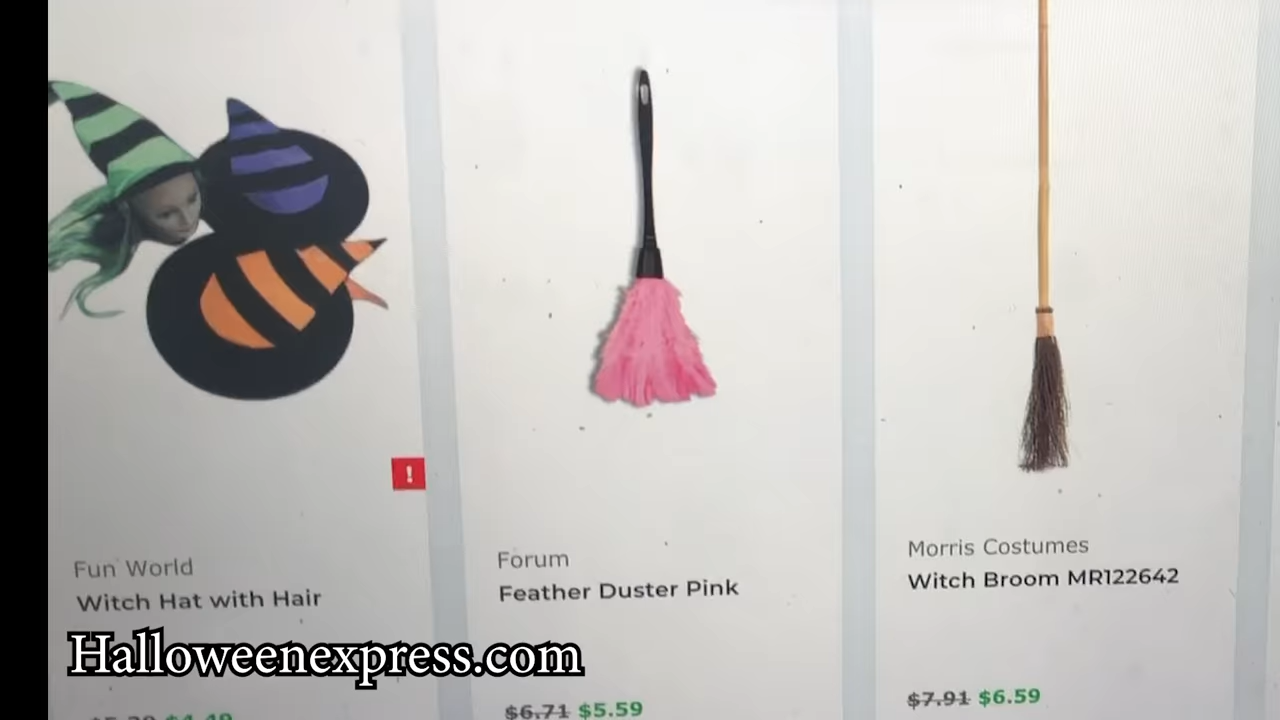 !
Fun World
Witch Hat with Hair
Forum
Feather Duster Pink
$6.71 $5.59
Morris Costumes
Witch Broom MR122642
$7.91 $6.59
Halloweenexpress.com